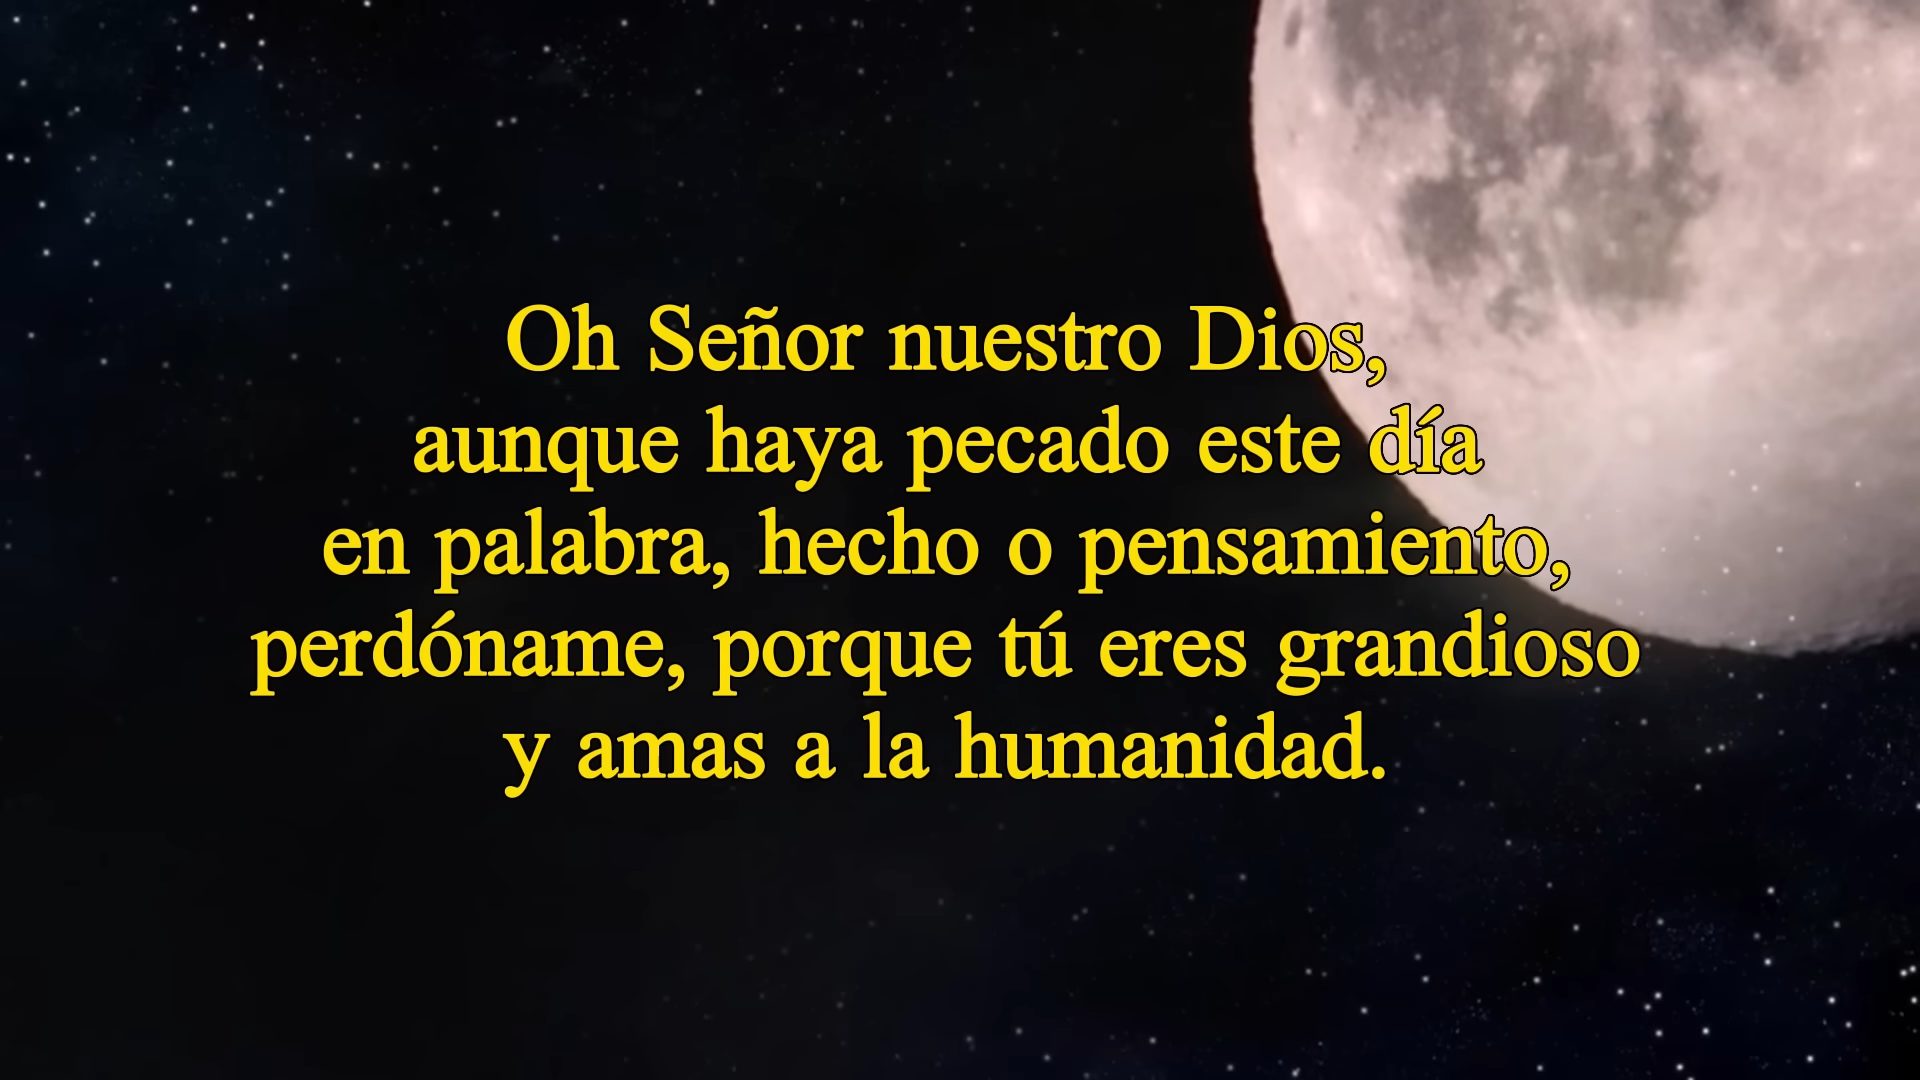 Oh Señor nuestro Dios,
aunque haya pecado este día
en palabra, hecho o pensamiento,
perdóname, porque tú eres grandioso
y amas a la humanidad.